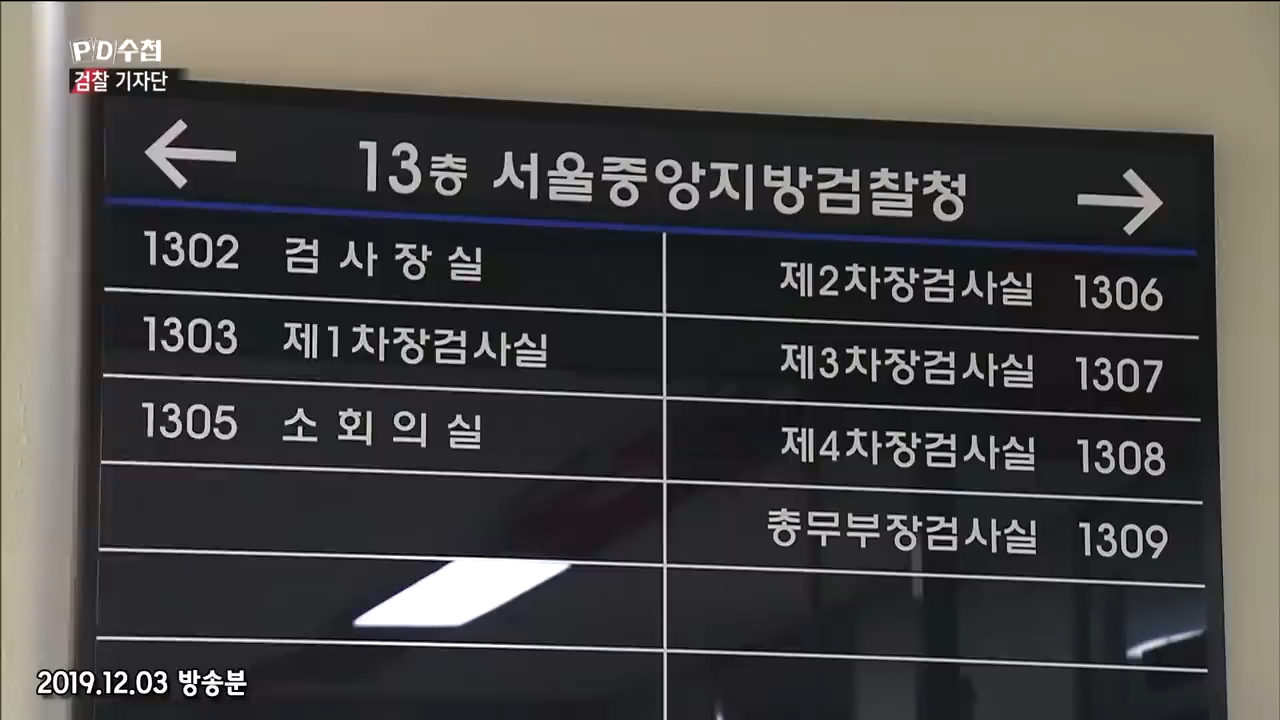 PD수첩
검찰 기자단
← 13층 서울중앙지방검찰청 →
1302 검사장실
1303 제1차장검사실
1305 소회의실
제2차장검사실 1306
제3차장검사실 1307
제4차장검사실 1308
총무부장검사실 1309
2019.12.03 방송분